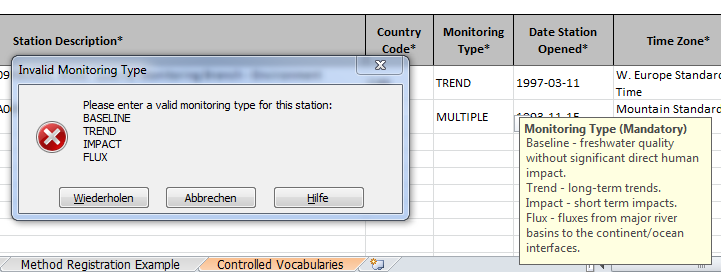 Station Description*
Country Code*
Monitoring Type*
Date Station Opened*
Time Zone*
Invalid Monitoring Type
TREND
1997-03-11
W. Europe Standard Time
Please enter a valid monitoring type for this station:
BASELINE
TREND
IMPACT
FLUX
MULTIPLE
Mountain Standard
Monitoring Type (Mandatory)
Baseline - freshwater quality
without significant direct human
impact.
Trend - long-term trends.
Impact - short term impacts.
Flux - fluxes from major river
basins to the continent/ocean
interfaces.
Wiederholen
Abbrechen
Hilfe
Method Registration Example
Controlled Vocabularies